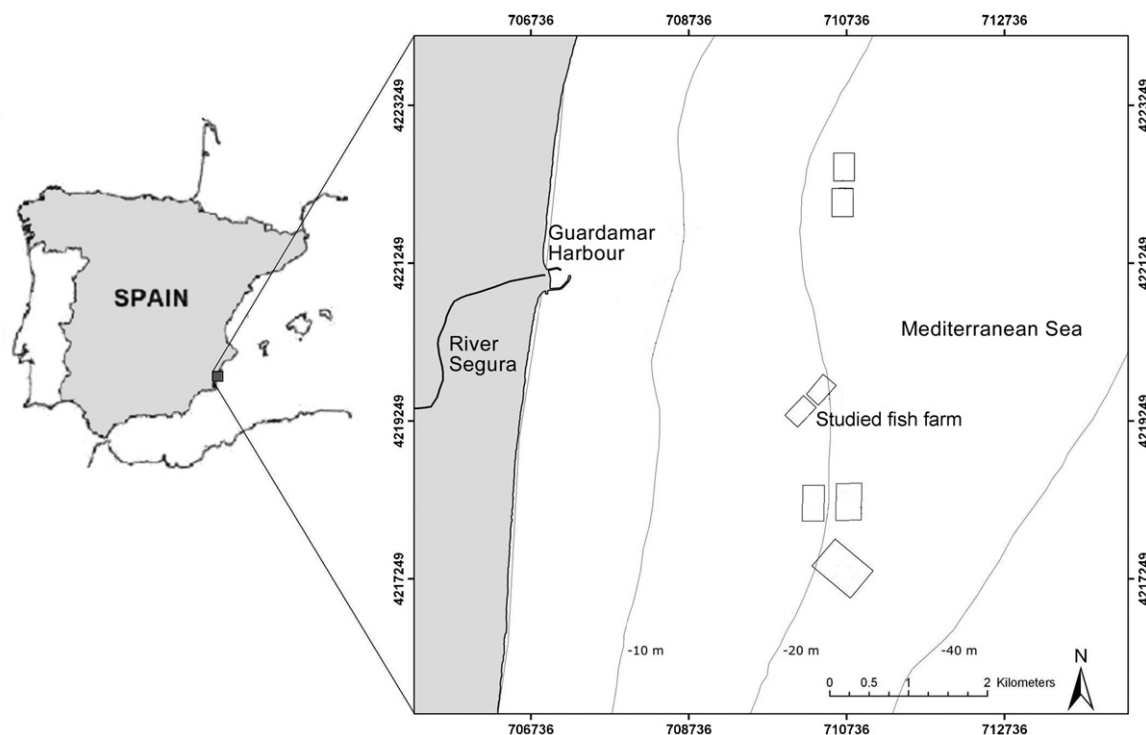 706736
708736
710736
712736
4223249
4223249
Guardamar
Harbour
4221249
4221249
SPAIN
Mediterranean Sea
River
Segura
4219249
Studied fish farm
4219249
4217249
4217249
-10 m
-20 m
-40 m
N
0 0.5 1 2 Kilometers
706736
708736
710736
712736